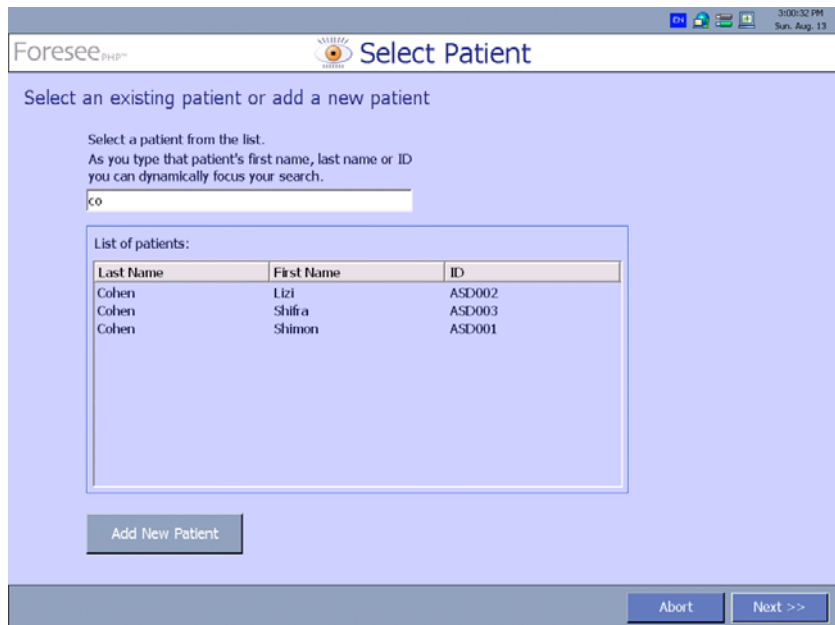 EN
3:00:32 PM
Sun. Aug. 13
Foresee PHP™
Select Patient
Select an existing patient or add a new patient
Select a patient from the list.
As you type that patient's first name, last name or ID
you can dynamically focus your search.
co
List of patients:
Last Name First Name ID
Cohen Lizi ASD002
Cohen Shifra ASD003
Cohen Shimon ASD001
Add New Patient
Abort Next >>